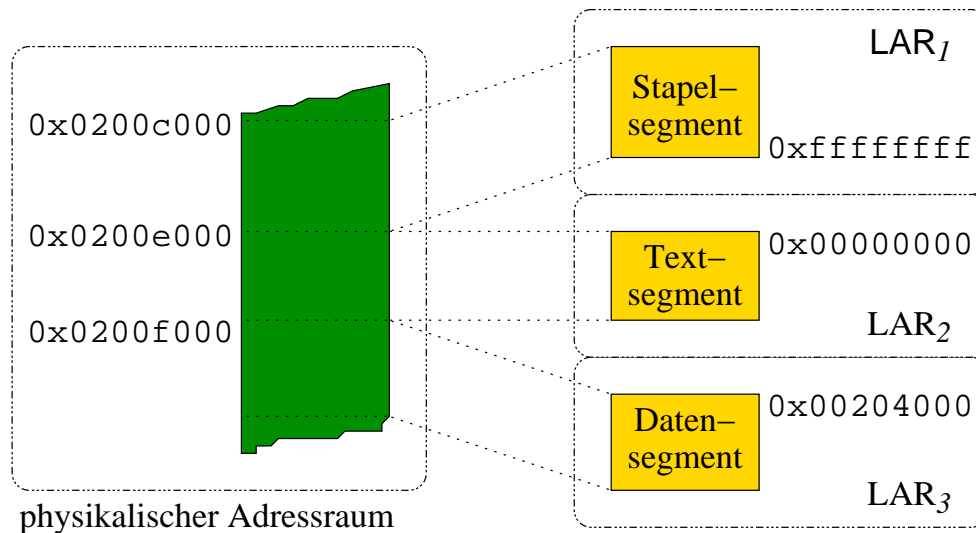 0x0200c000
0x0200e000
0x0200f000
physikalischer Adressraum
LAR1
Stapel–
segment
0xffffffff
Text–
segment
0x00000000
LAR2
Daten–
segment
0x00204000
LAR3